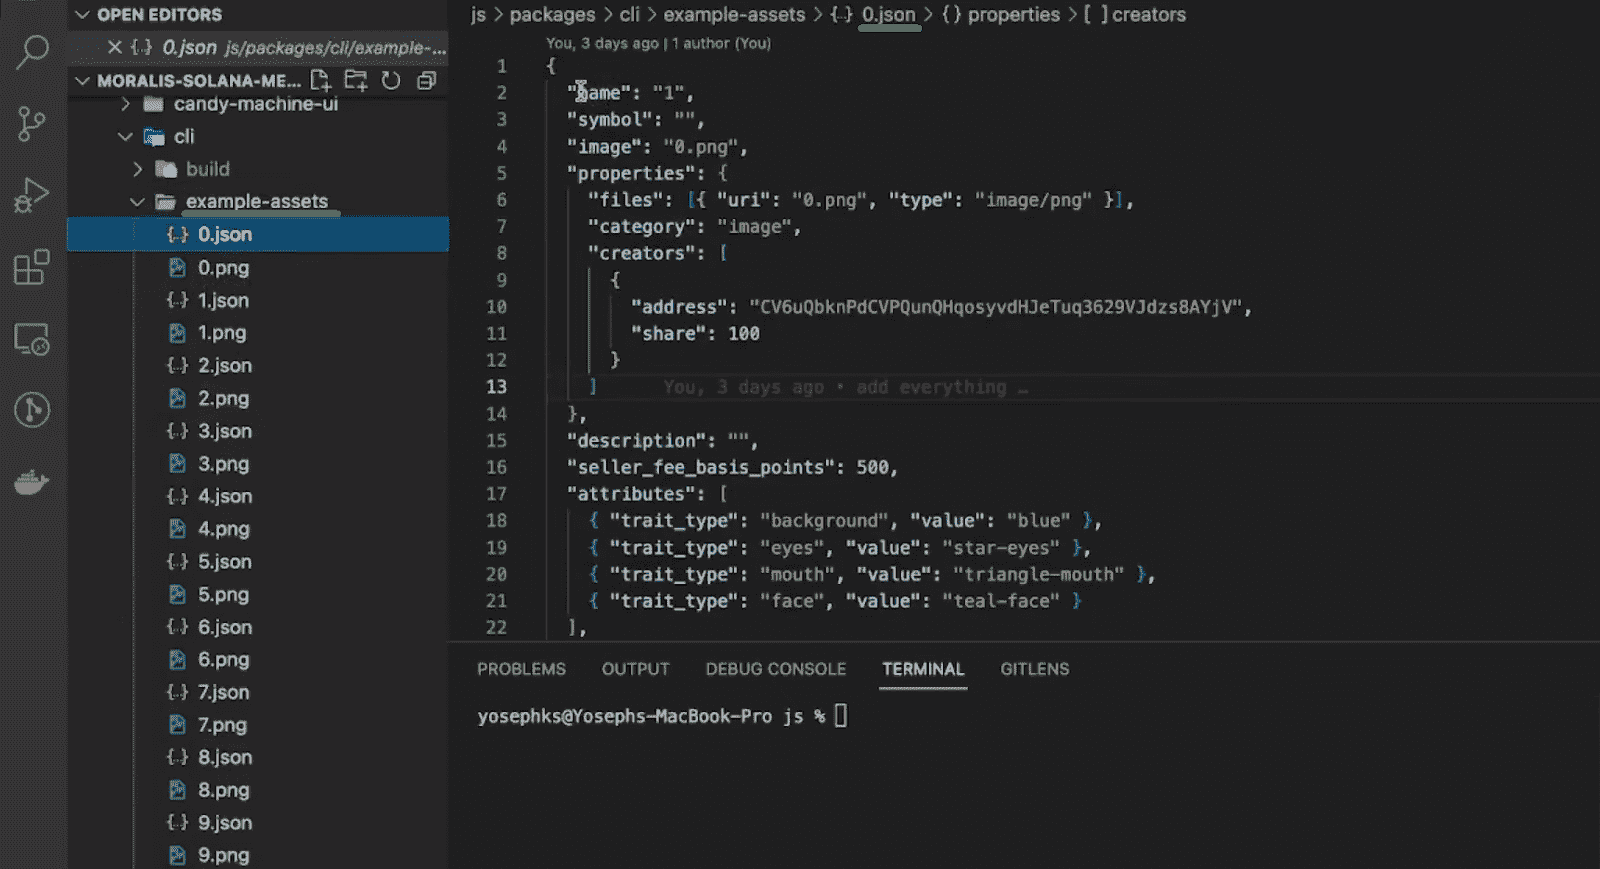 OPEN EDITORS
0.json js/packages/cli/example-...
MORALIS-SOLANA-ME...
candy-machine-ui
cli
build
example-assets
0.json
0.png
1.json
1.png
2.json
2.png
3.json
3.png
4.json
4.png
5.json
5.png
6.json
6.png
7.json
7.png
8.json
8.png
9.json
9.png
js > packages > cli > example-assets > {} 0.json > {} properties > [ ] creators
You, 3 days ago | 1 author (You)
1 {
2 "name": "1",
3 "symbol": "",
4 "image": "0.png",
5 "properties": {
6 "files": [{ "uri": "0.png", "type": "image/png" }],
7 "category": "image",
8 "creators": [
9 {
10 "address": "CV6uQbknPdCVPQunQHqosyvdHJeTuq3629VJdzs8AYjV",
11 "share": 100
12 }
13 ] You, 3 days ago • add everything …
14 },
15 "description": "",
16 "seller_fee_basis_points": 500,
17 "attributes": [
18 { "trait_type": "background", "value": "blue" },
19 { "trait_type": "eyes", "value": "star-eyes" },
20 { "trait_type": "mouth", "value": "triangle-mouth" },
21 { "trait_type": "face", "value": "teal-face" }
22 ],
PROBLEMS OUTPUT DEBUG CONSOLE TERMINAL GITLENS
yosephks@Yosephs-MacBook-Pro js %